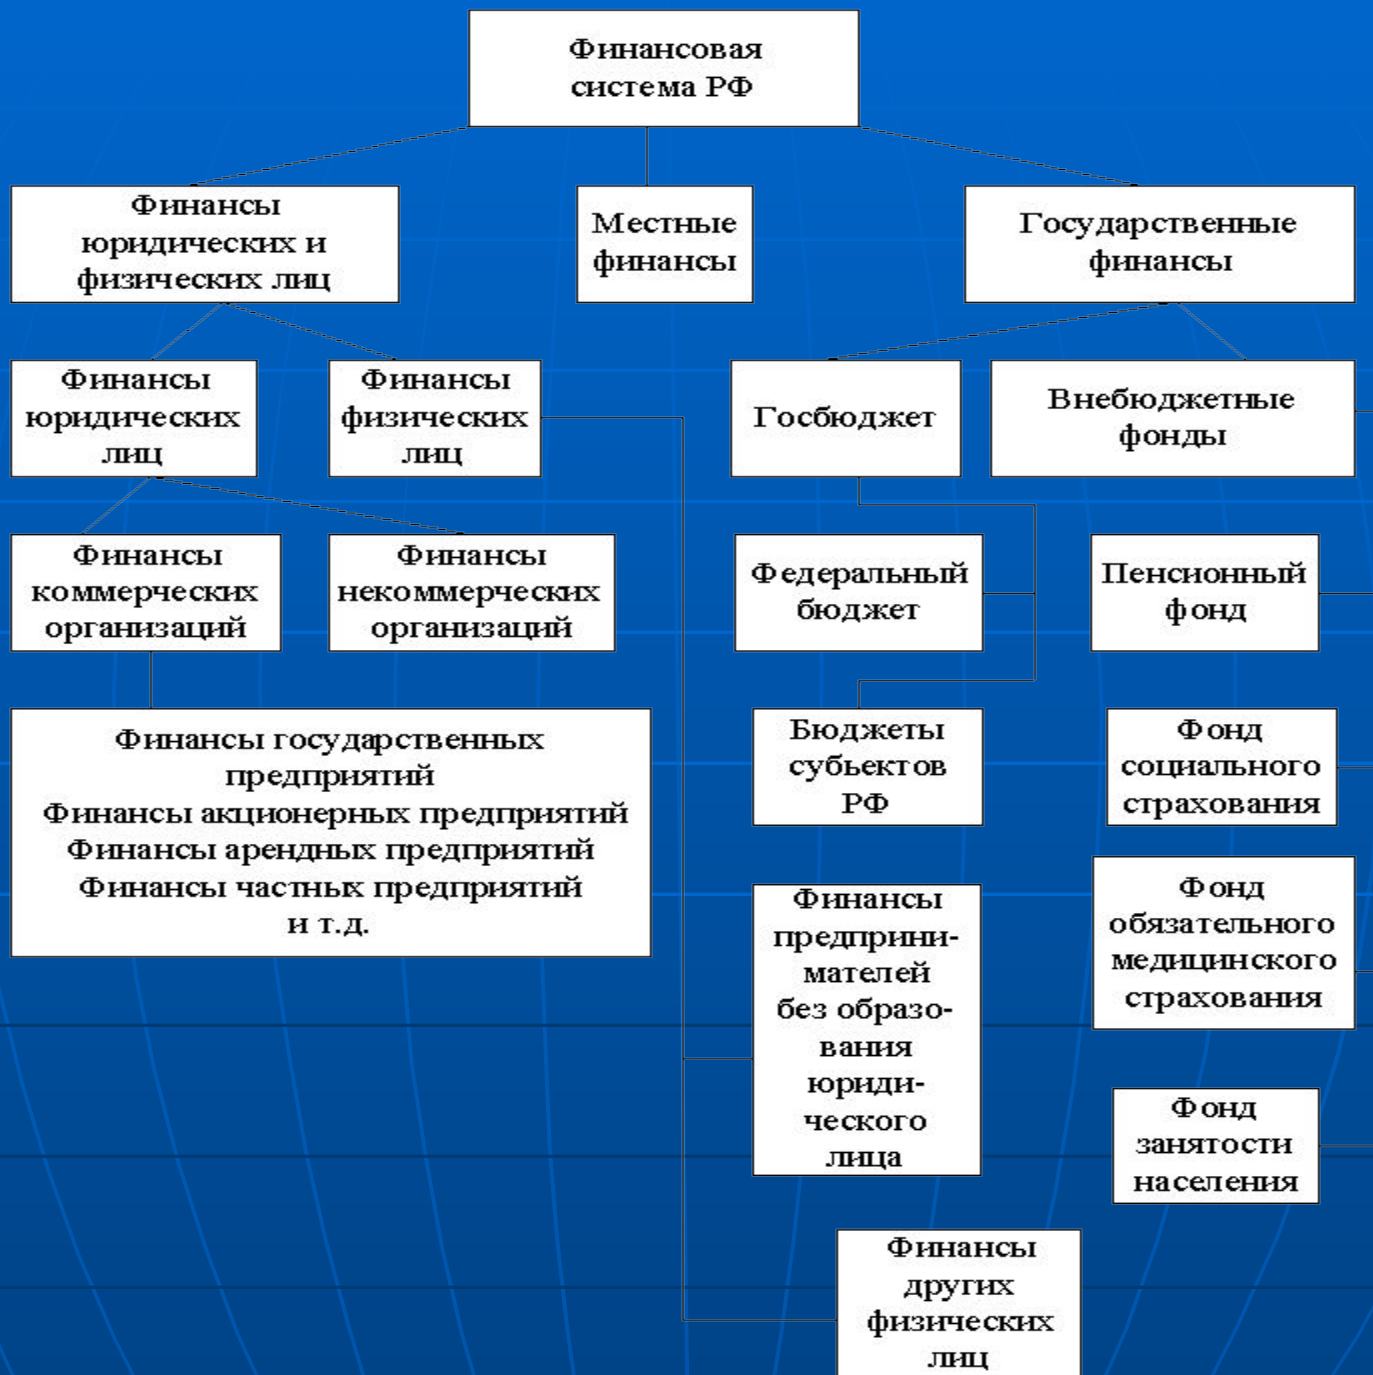 Финансовая
система РФ
Финансы
юридических и
физических лиц
Местные
финансы
Государственные
финансы
Финансы
юридических
лиц
Финансы
физических
лиц
Госбюджет
Внебюджетные
фонды
Финансы
коммерческих
организаций
Финансы
некоммерческих
организаций
Федеральный
бюджет
Пенсионный
фонд
Финансы государственных
предприятий
Финансы акционерных предприятий
Финансы арендных предприятий
Финансы частных предприятий
и т.д.
Бюджеты
субьектов
РФ
Фонд
социального
страхования
Финансы
предприни-
мателей
без образо-
вания
юриди-
ческого
лица
Фонд
обязательного
медицинского
страхования
Фонд
занятости
населения
Финансы
других
физических
лиц